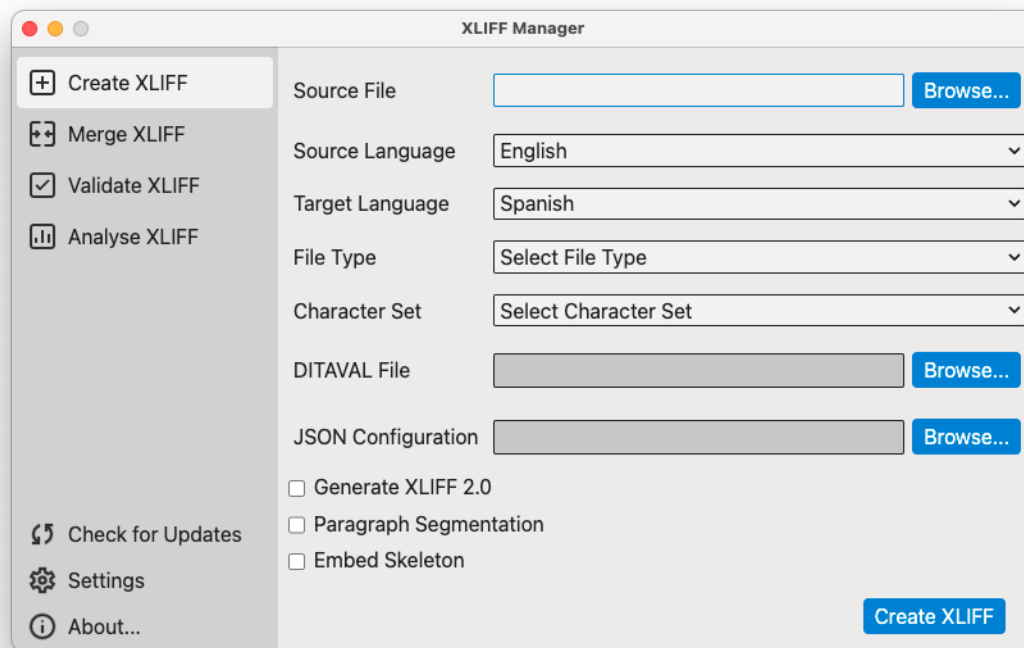 XLIFF Manager
Create XLIFF
Merge XLIFF
Validate XLIFF
Analyse XLIFF
Check for Updates
Settings
About...
Source File
Browse...
Source Language
English
Target Language
Spanish
File Type
Select File Type
Character Set
Select Character Set
DITAVAL File
Browse...
JSON Configuration
Browse...
Generate XLIFF 2.0
Paragraph Segmentation
Embed Skeleton
Create XLIFF